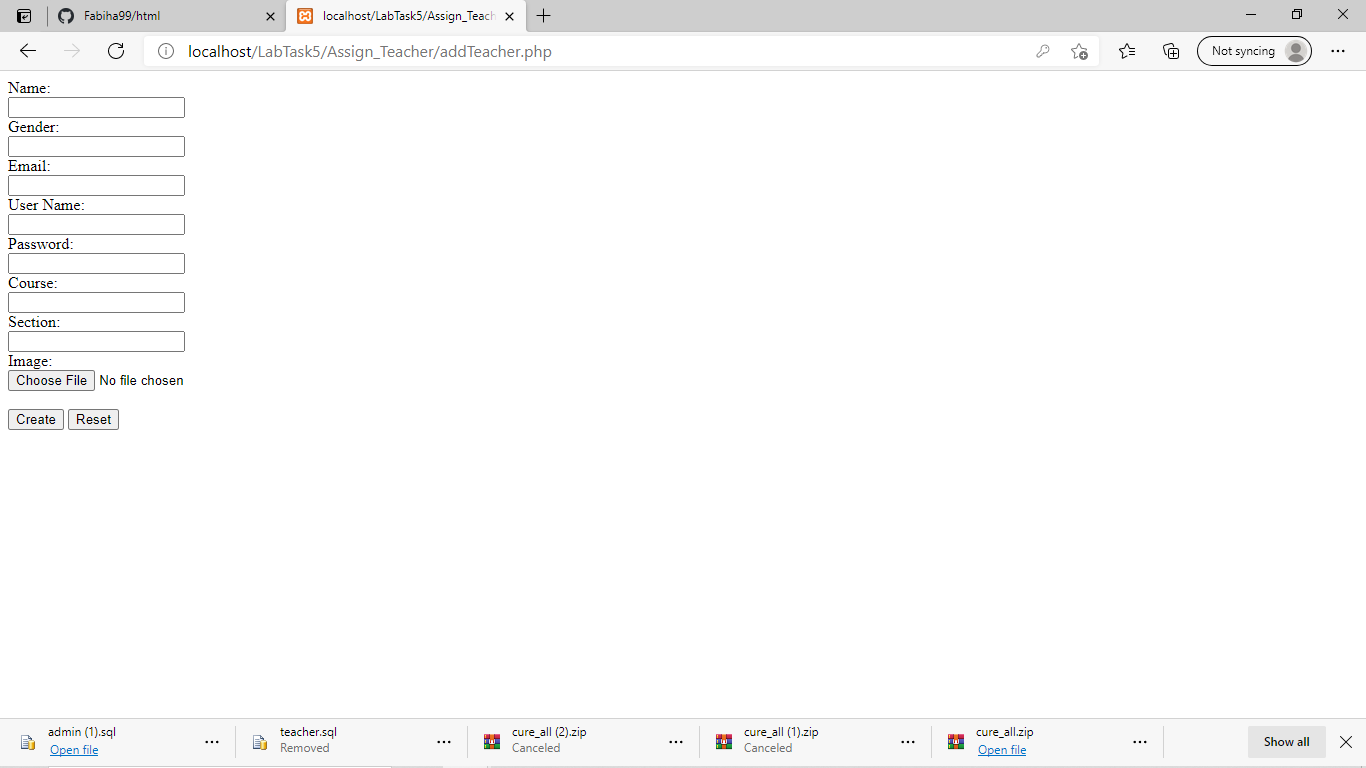 Fabiha99/html
localhost/LabTask5/Assign_Teach
localhost/LabTask5/Assign_Teacher/addTeacher.php
Not syncing
Name:
Gender:
Email:
User Name:
Password:
Course:
Section:
Image:
Choose File No file chosen
Create Reset
admin (1).sql
Open file
teacher.sql
Removed
cure_all (2).zip
Canceled
cure_all (1).zip
Canceled
cure_all.zip
Open file
Show all